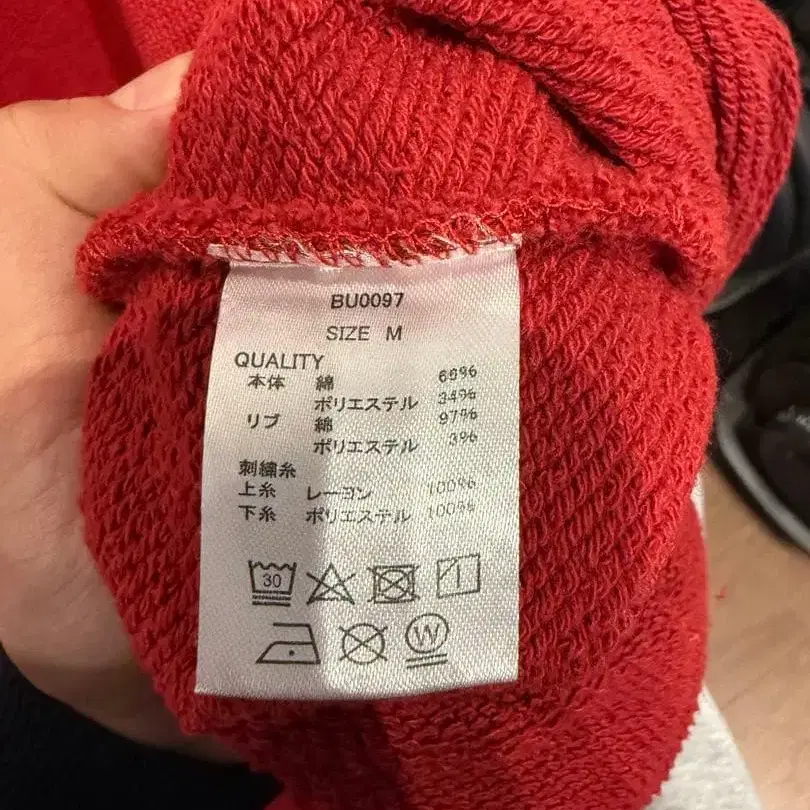 BU0097
SIZE M
QUALITY
本体 綿 66%
ポリエステル 34%
リブ 綿 97%
ポリエステル 3%
刺繍糸
上糸 レーヨン 100%
下糸 ポリエステル 100%
30
W